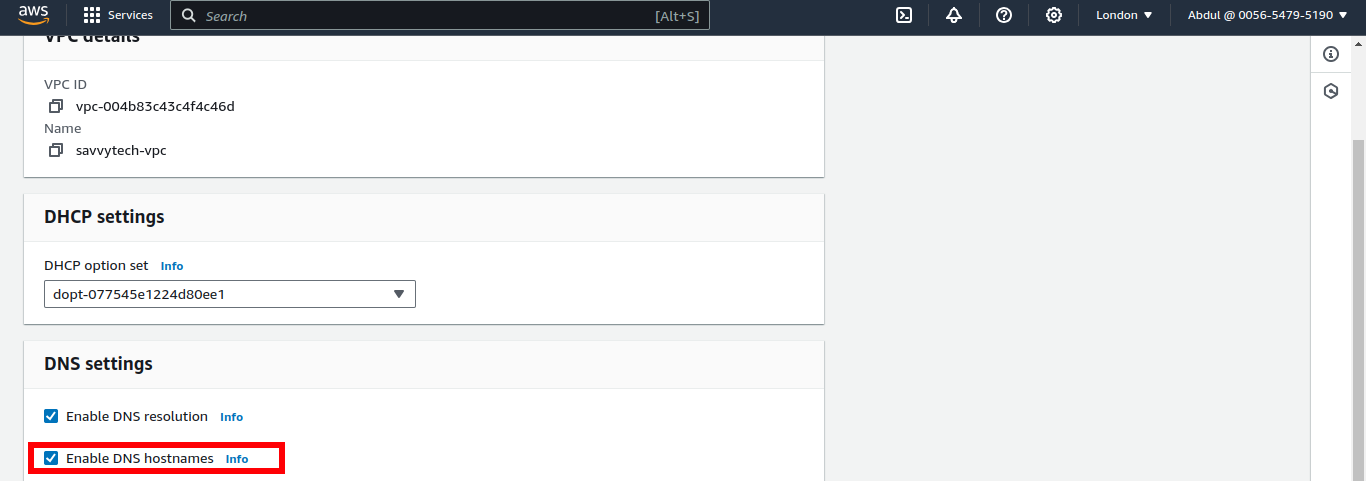 aws Services Search [Alt+S] London Abdul @ 0056-5479-5190
VPC details
VPC ID
vpc-004b83c43c4f4c46d
Name
savvytech-vpc
DHCP settings
DHCP option set Info
dopt-077545e1224d80ee1
DNS settings
Enable DNS resolution Info
Enable DNS hostnames Info